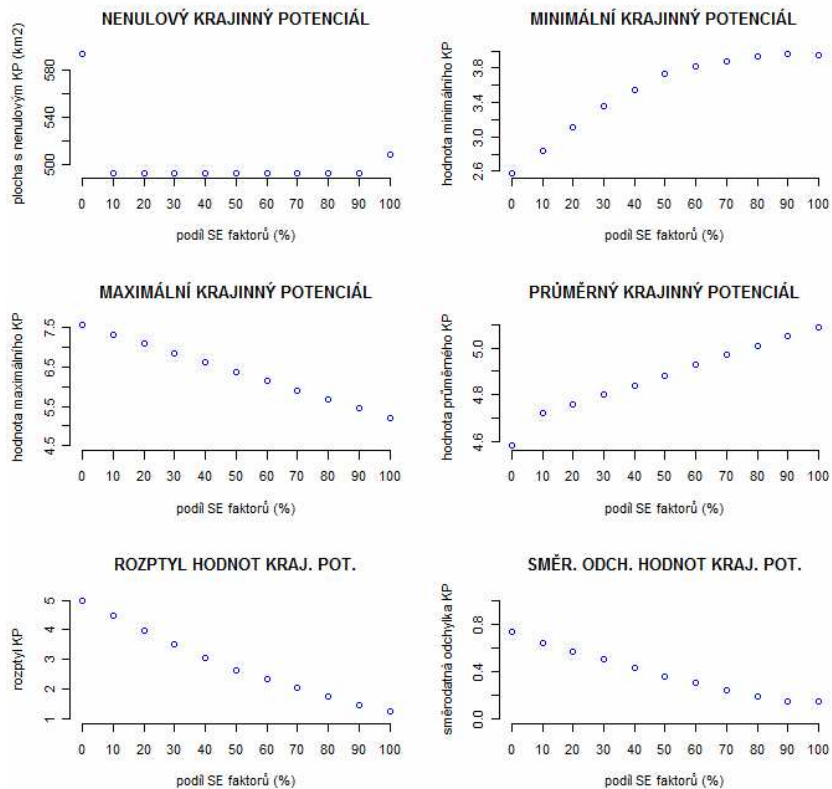 NENULOVÝ KRAJINNÝ POTENCIÁL
plocha s nenulovým KP (km2)
580
540
500
0 10 20 30 40 50 60 70 80 90 100
podíl SE faktorů (%)
MINIMÁLNÍ KRAJINNÝ POTENCIÁL
hodnota minimálního KP
3.8
3.4
3.0
2.6
0 10 20 30 40 50 60 70 80 90 100
podíl SE faktorů (%)
MAXIMÁLNÍ KRAJINNÝ POTENCIÁL
hodnota maximálního KP
7.5
6.5
5.5
4.5
0 10 20 30 40 50 60 70 80 90 100
podíl SE faktorů (%)
PRŮMĚRNÝ KRAJINNÝ POTENCIÁL
hodnota průměrného KP
5.0
4.8
4.6
0 10 20 30 40 50 60 70 80 90 100
podíl SE faktorů (%)
ROZPTYL HODNOT KRAJ. POT.
rozptyl KP
5
4
3
2
1
0 10 20 30 40 50 60 70 80 90 100
podíl SE faktorů (%)
SMĚR. ODCH. HODNOT KRAJ. POT.
směrodatná odchylka KP
0.8
0.4
0.0
0 10 20 30 40 50 60 70 80 90 100
podíl SE faktorů (%)